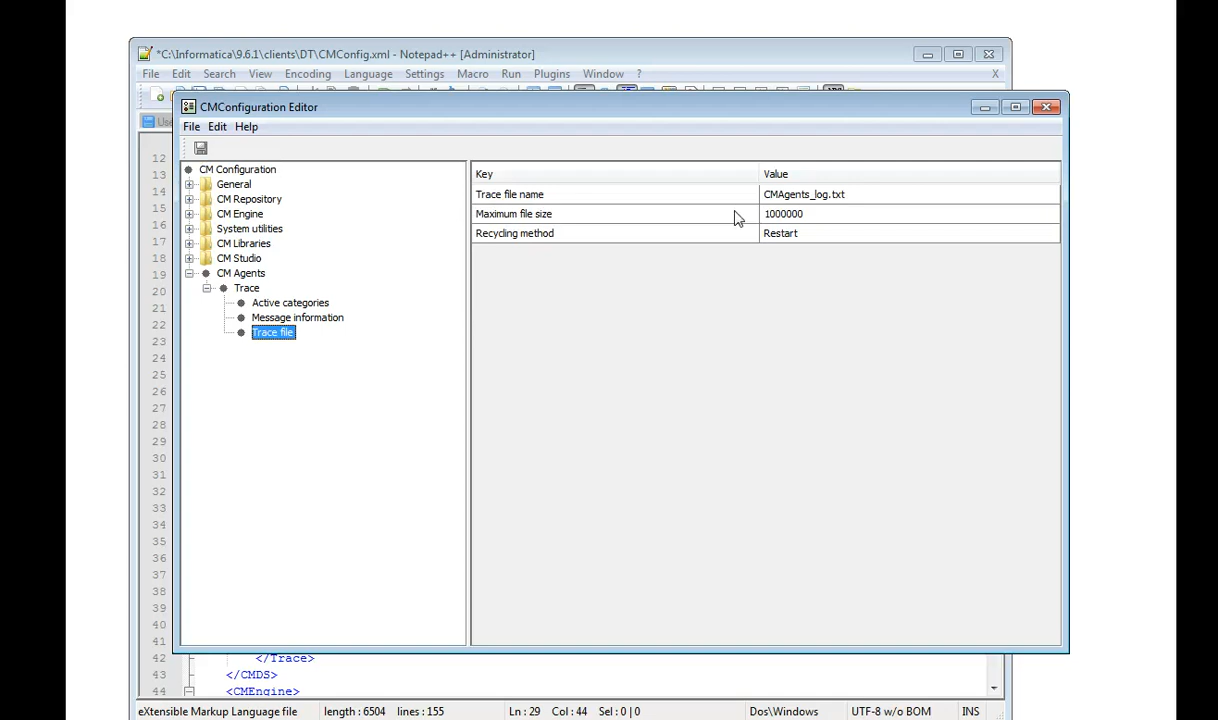 *C:\Informatica\9.6.1\clients\DT\CMConfig.xml - Notepad++ [Administrator]
File Edit Search View Encoding Language Settings Macro Run Plugins Window ? X
CMConfiguration Editor
File Edit Help
CM Configuration
General
CM Repository
CM Engine
System utilities
CM Libraries
CM Studio
CM Agents
Trace
Active categories
Message information
Trace file
Key Value
Trace file name CMAgents_log.txt
Maximum file size 1000000
Recycling method Restart
12
13
14
15
16
17
18
19
20
21
22
23
24
25
26
27
28
29
30
31
32
33
34
35
36
37
38
39
40
41
42 </Trace>
43 </CMDS>
44 <CMEngine>
eXtensible Markup Language file length : 6504 lines : 155 Ln : 29 Col : 44 Sel : 0 | 0 Dos\Windows UTF-8 w/o BOM INS